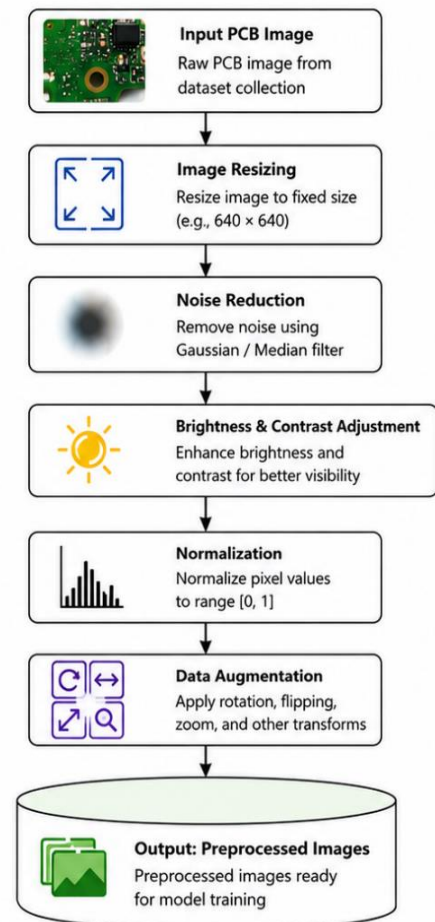 Input PCB Image
Raw PCB image from
dataset collection
Image Resizing
Resize image to fixed size
(e.g., 640 × 640)
Noise Reduction
Remove noise using
Gaussian / Median filter
Brightness & Contrast Adjustment
Enhance brightness and
contrast for better visibility
Normalization
Normalize pixel values
to range [0, 1]
Data Augmentation
Apply rotation, flipping,
zoom, and other transforms
Output: Preprocessed Images
Preprocessed images ready
for model training